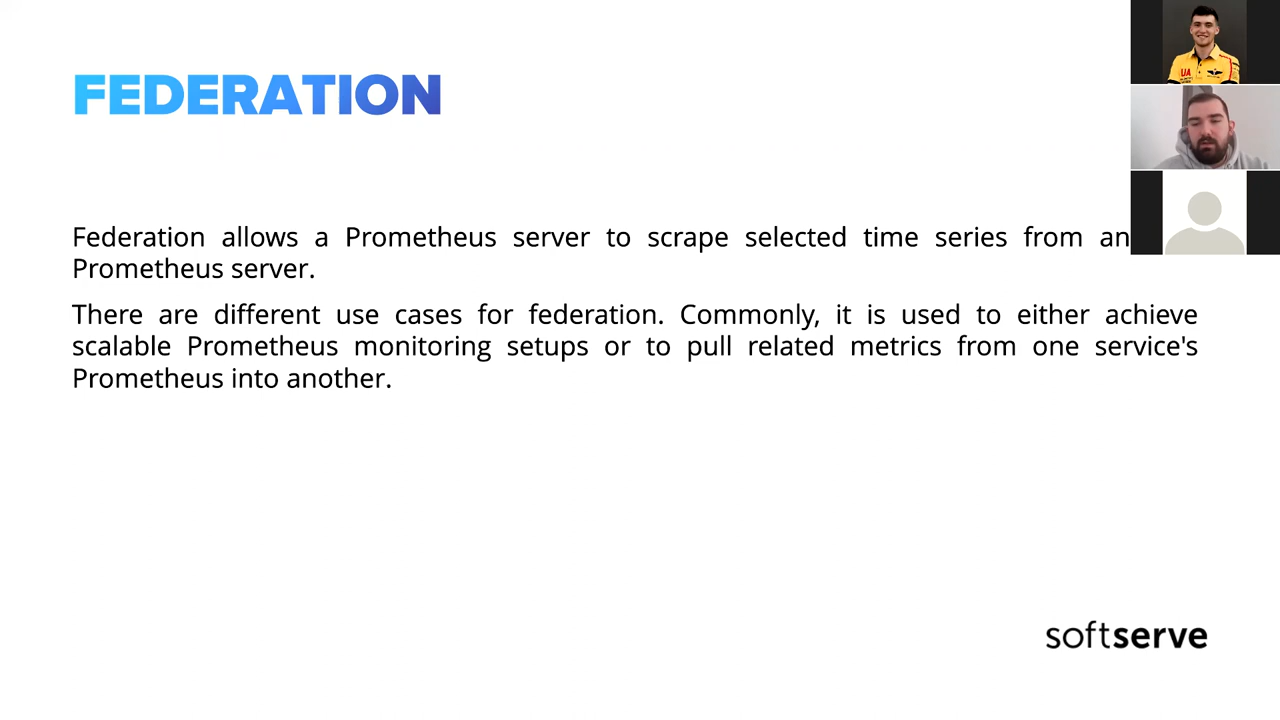 FEDERATION
Federation allows a Prometheus server to scrape selected time series from an
Prometheus server.
There are different use cases for federation. Commonly, it is used to either achieve
scalable Prometheus monitoring setups or to pull related metrics from one service's
Prometheus into another.
softserve
UA